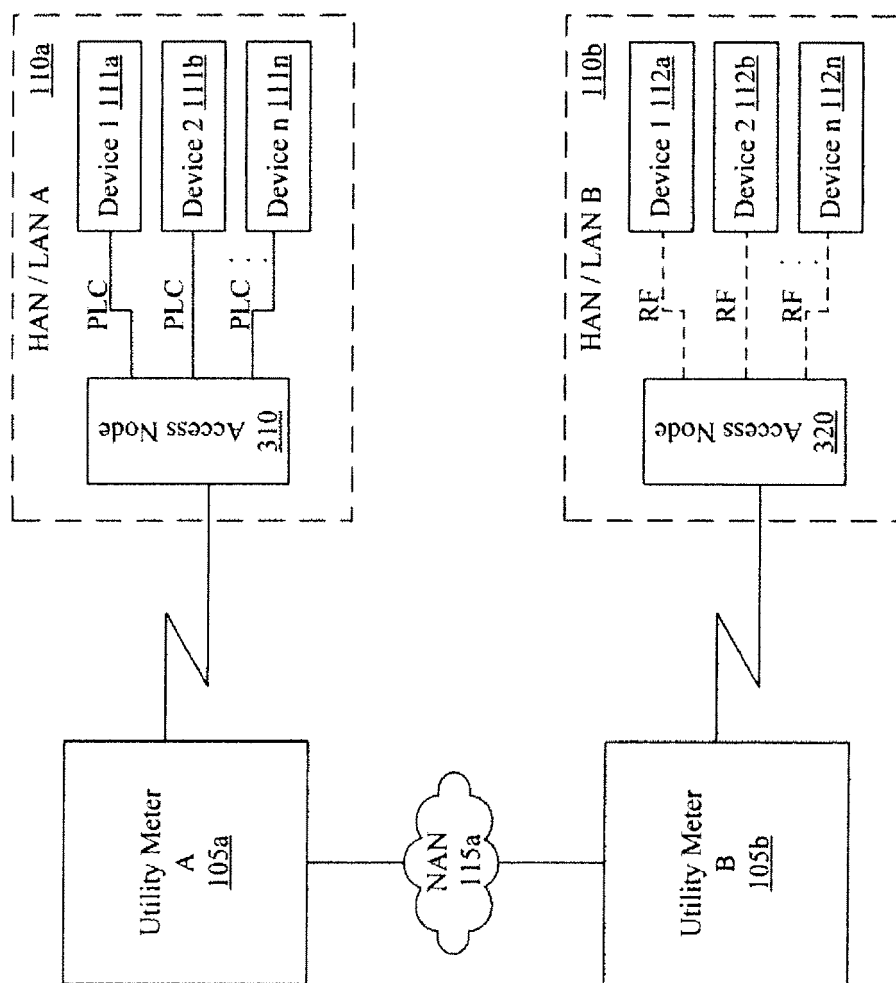 HAN / LAN A
110a
Device 1 111a
Device 2 111b
Device n 111n
PLC
PLC
PLC
Access Node
310
Utility Meter
A
105a
NAN
115a
HAN / LAN B
110b
Device 1 112a
Device 2 112b
Device n 112n
RF
RF
RF
Access Node
320
Utility Meter
B
105b